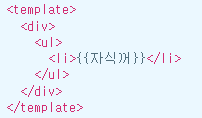 <template>
  <div>
    <ul>
      <li>{{자식꺼}}</li>
    </ul>
  </div>
</template>